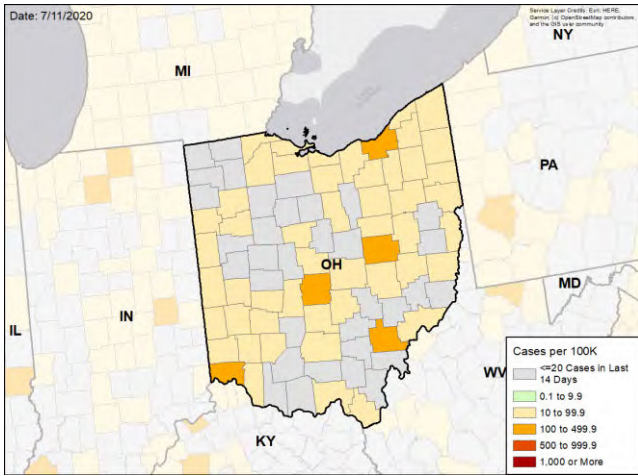 Date: 7/11/2020
Service Layer Credits: Esri, HERE,
Garmin, (c) OpenStreetMap contributors,
and the GIS user community
NY
MI
PA
OH
MD
IL
IN
WV
KY
Cases per 100K
<=20 Cases in Last
14 Days
0.1 to 9.9
10 to 99.9
100 to 499.9
500 to 999.9
1,000 or More